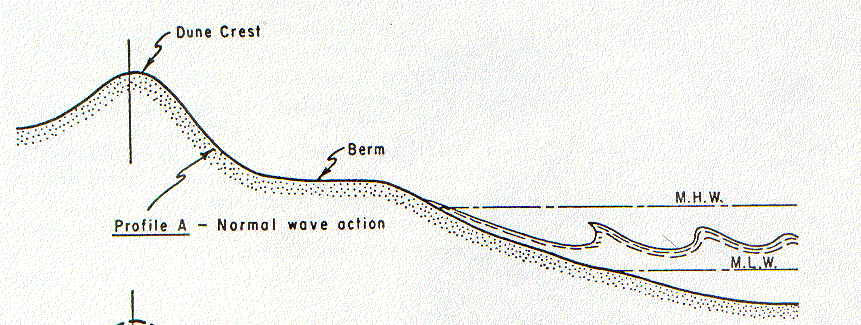 Dune Crest
Berm
M.H.W.
Profile A – Normal wave action
M.L.W.